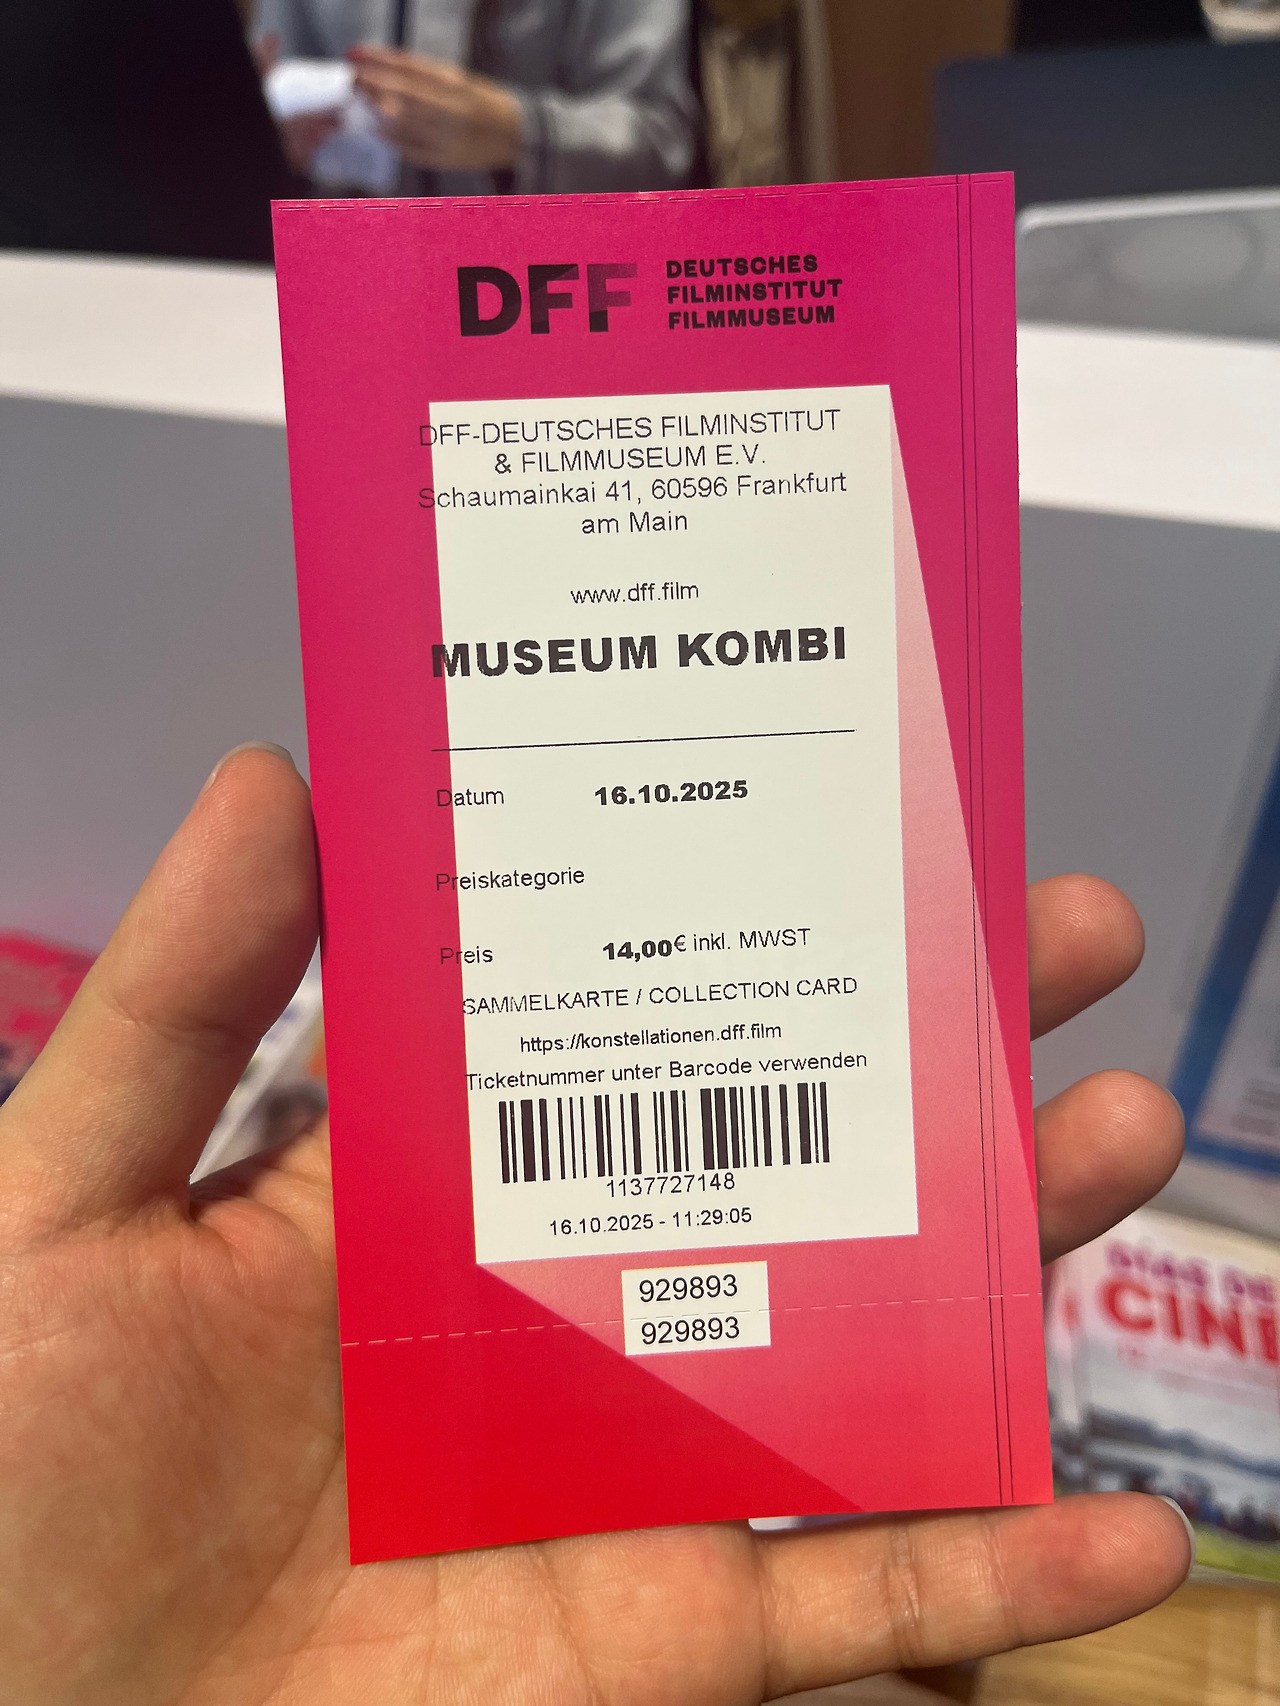 DFF
DEUTSCHES
FILMINSTITUT
FILMMUSEUM
DFF-DEUTSCHES FILMINSTITUT
& FILMMUSEUM E.V.
Schaumainkai 41, 60596 Frankfurt
am Main
www.dff.film
MUSEUM KOMBI
Datum 16.10.2025
Preiskategorie
Preis 14,00€ inkl. MWST
SAMMELKARTE / COLLECTION CARD
https://konstellationen.dff.film
Ticketnummer unter Barcode verwenden
1137727148
16.10.2025 - 11:29:05
929893
929893
DÍAS DE